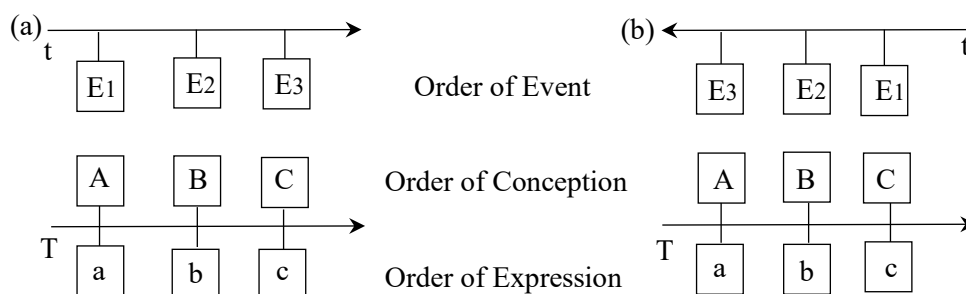 (a) t (b) t
E1 E2 E3 Order of Event E3 E2 E1
A B C Order of Conception A B C
T T
a b c Order of Expression a b c